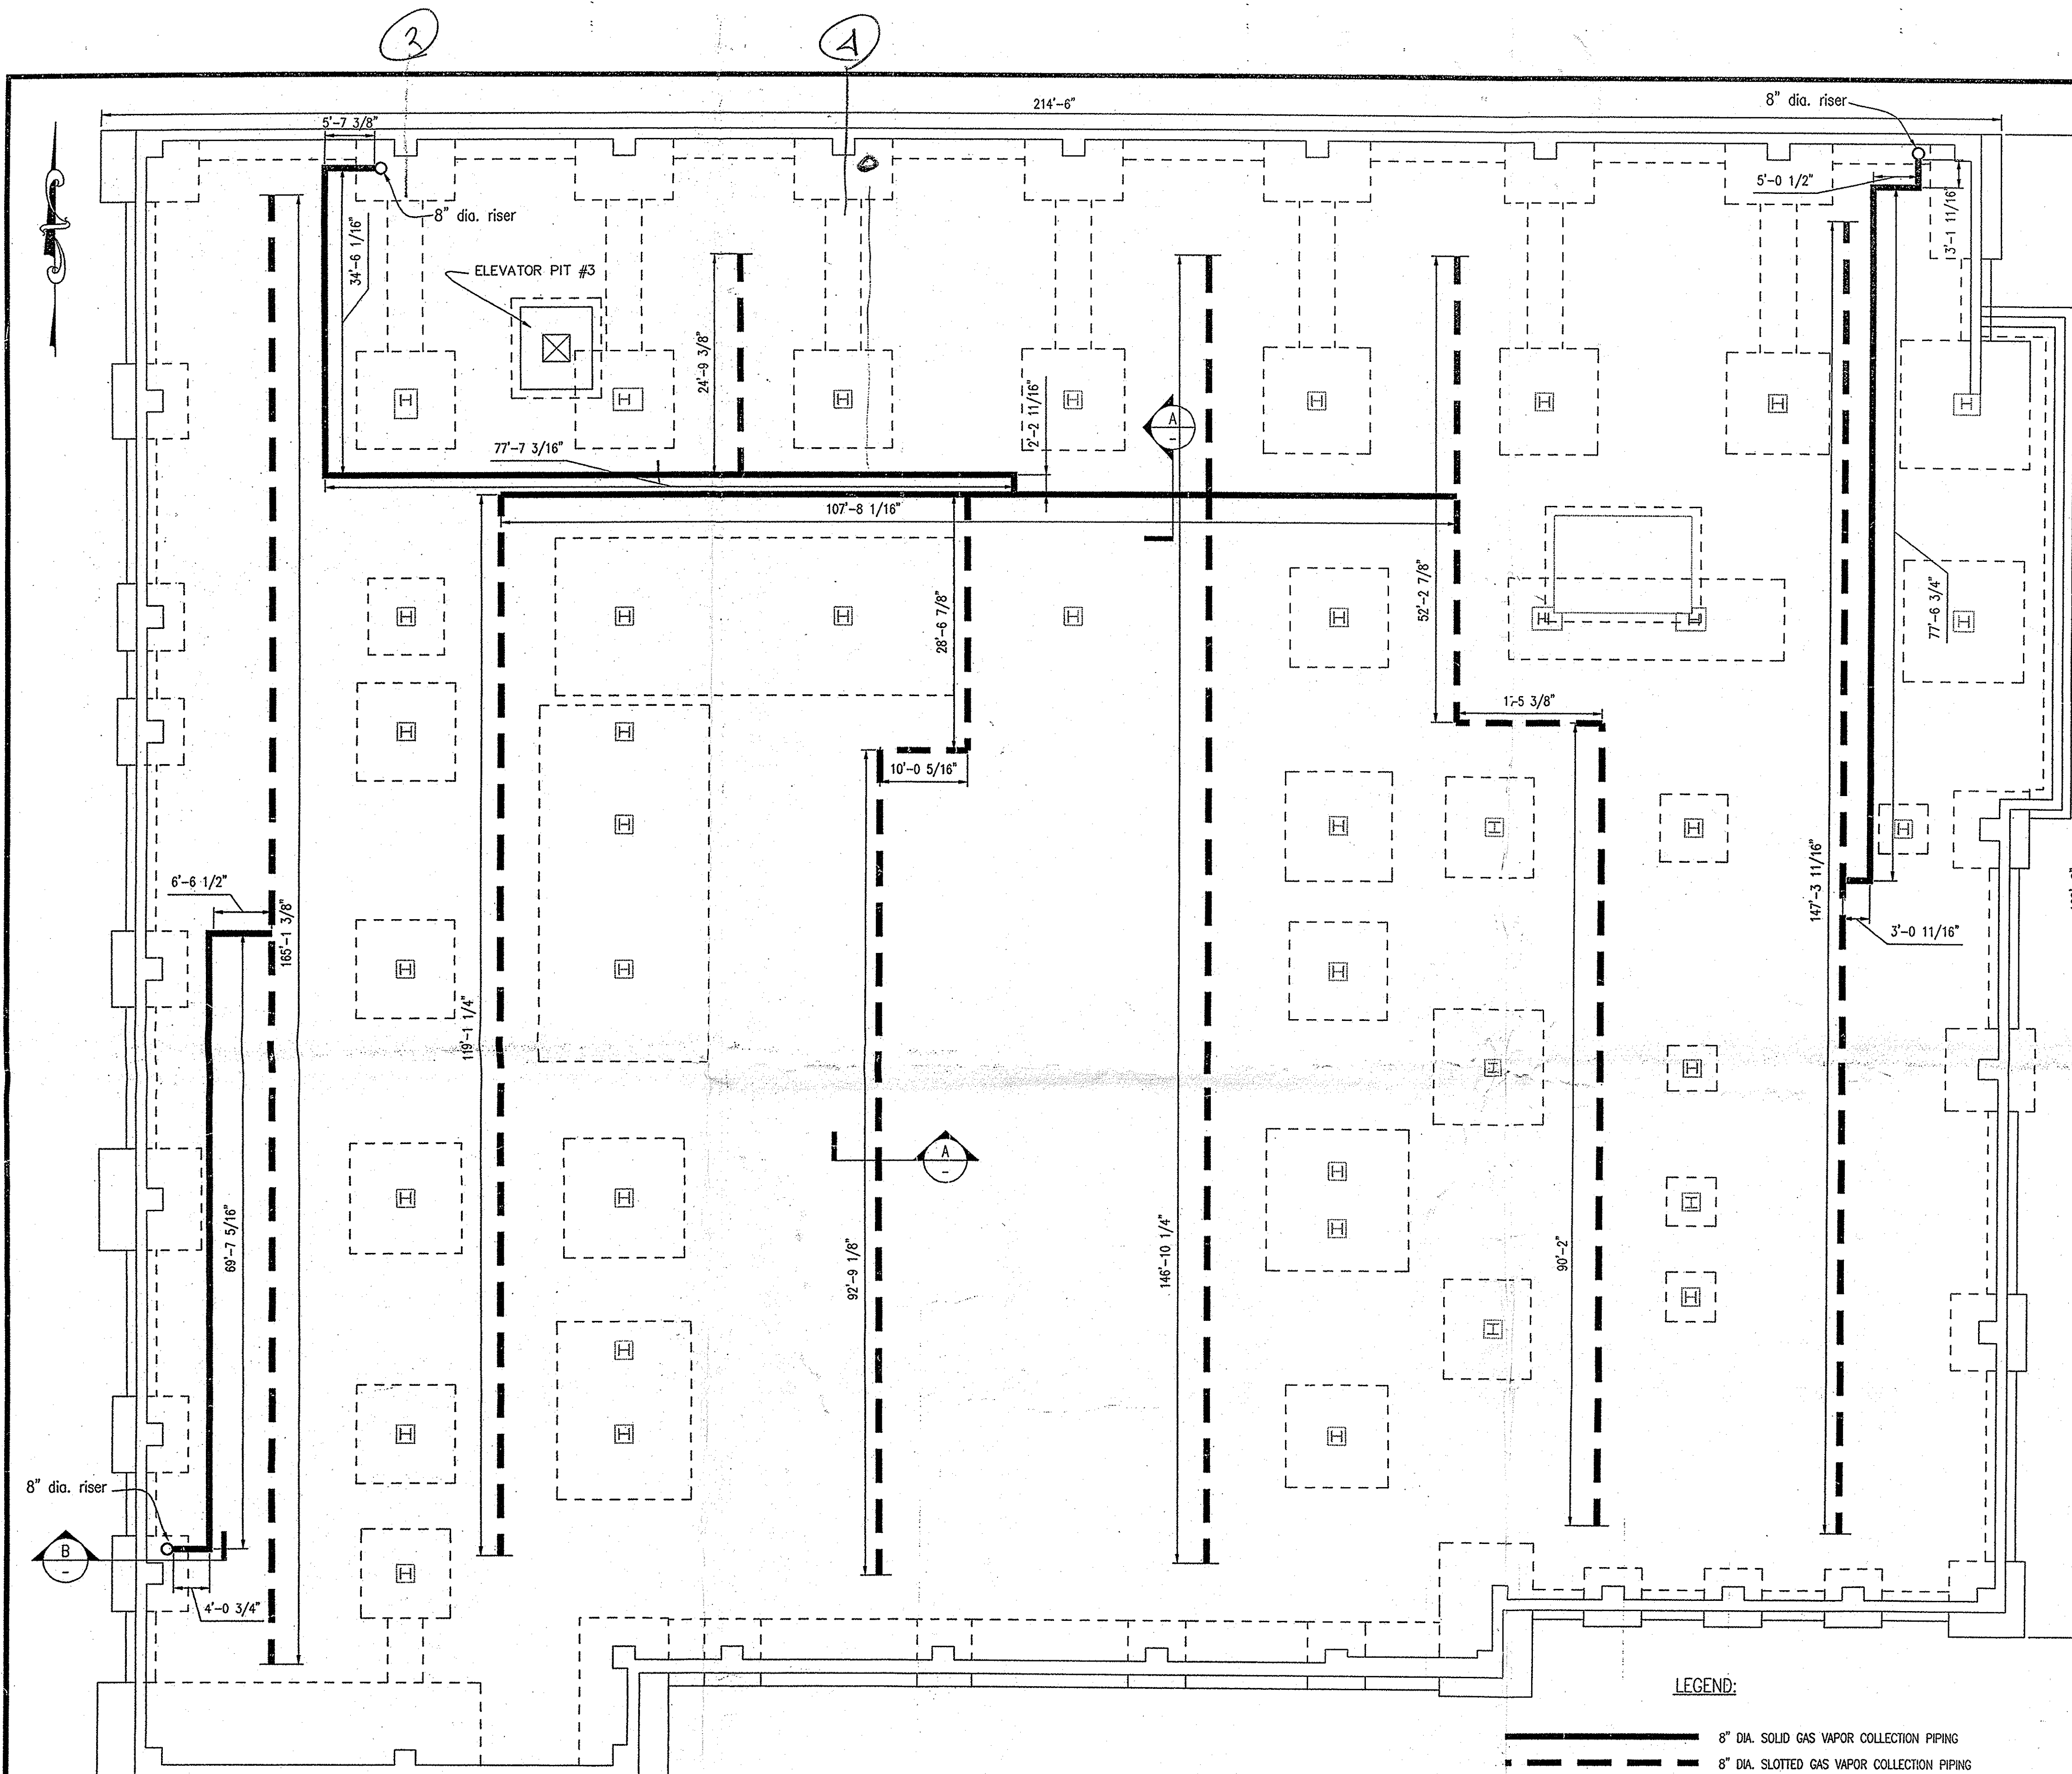 3
4
214'-6"
8" dia. riser
5'-7 3/8"
5'-0 1/2"
3'-1 11/16"
8" dia. riser
34'-6 1/16"
ELEVATOR PIT #3
24'-9 3/8"
2'-2 11/16"
A
-
77'-7 3/16"
107'-8 1/16"
28'-6 7/8"
52'-2 7/8"
77'-6 3/4"
1'-5 3/8"
10'-0 5/16"
6'-6 1/2"
165'-1 3/8"
147'-3 11/16"
3'-0 11/16"
119'-1 1/4"
A
-
69'-7 5/16"
92'-9 1/8"
146'-10 1/4"
90'-2"
8" dia. riser
B
-
4'-0 3/4"
LEGEND:
8" DIA. SOLID GAS VAPOR COLLECTION PIPING
8" DIA. SLOTTED GAS VAPOR COLLECTION PIPING